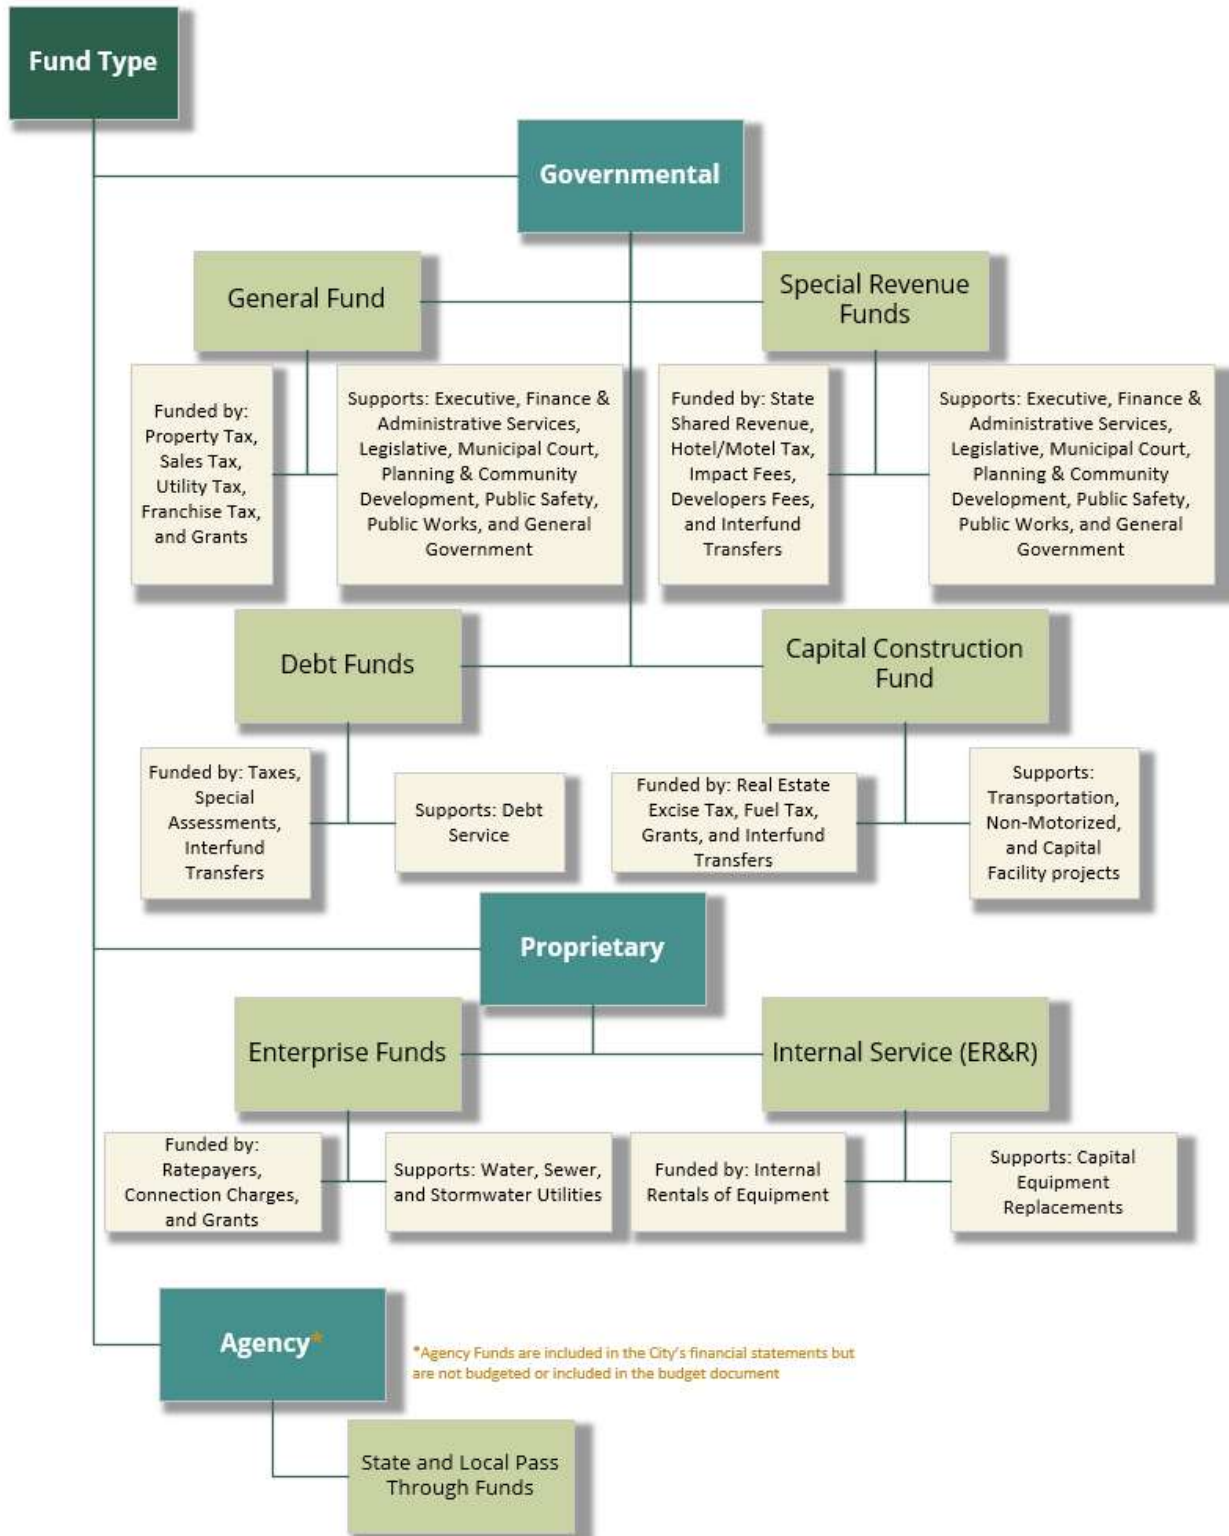 Fund Type
Governmental
General Fund
Special Revenue
Funds
Funded by:
Property Tax,
Sales Tax,
Utility Tax,
Franchise Tax,
and Grants
Supports: Executive, Finance &
Administrative Services,
Legislative, Municipal Court,
Planning & Community
Development, Public Safety,
Public Works, and General
Government
Funded by: State
Shared Revenue,
Hotel/Motel Tax,
Impact Fees,
Developers Fees,
and Interfund
Transfers
Supports: Executive, Finance &
Administrative Services,
Legislative, Municipal Court,
Planning & Community
Development, Public Safety,
Public Works, and General
Government
Debt Funds
Capital Construction
Fund
Funded by: Taxes,
Special
Assessments,
Interfund
Transfers
Supports: Debt
Service
Funded by: Real Estate
Excise Tax, Fuel Tax,
Grants, and Interfund
Transfers
Supports:
Transportation,
Non-Motorized,
and Capital
Facility projects
Proprietary
Enterprise Funds
Internal Service (ER&R)
Funded by:
Ratepayers,
Connection Charges,
and Grants
Supports: Water, Sewer,
and Stormwater Utilities
Funded by: Internal
Rentals of Equipment
Supports: Capital
Equipment
Replacements
Agency*
*Agency Funds are included in the City's financial statements but
are not budgeted or included in the budget document
State and Local Pass
Through Funds